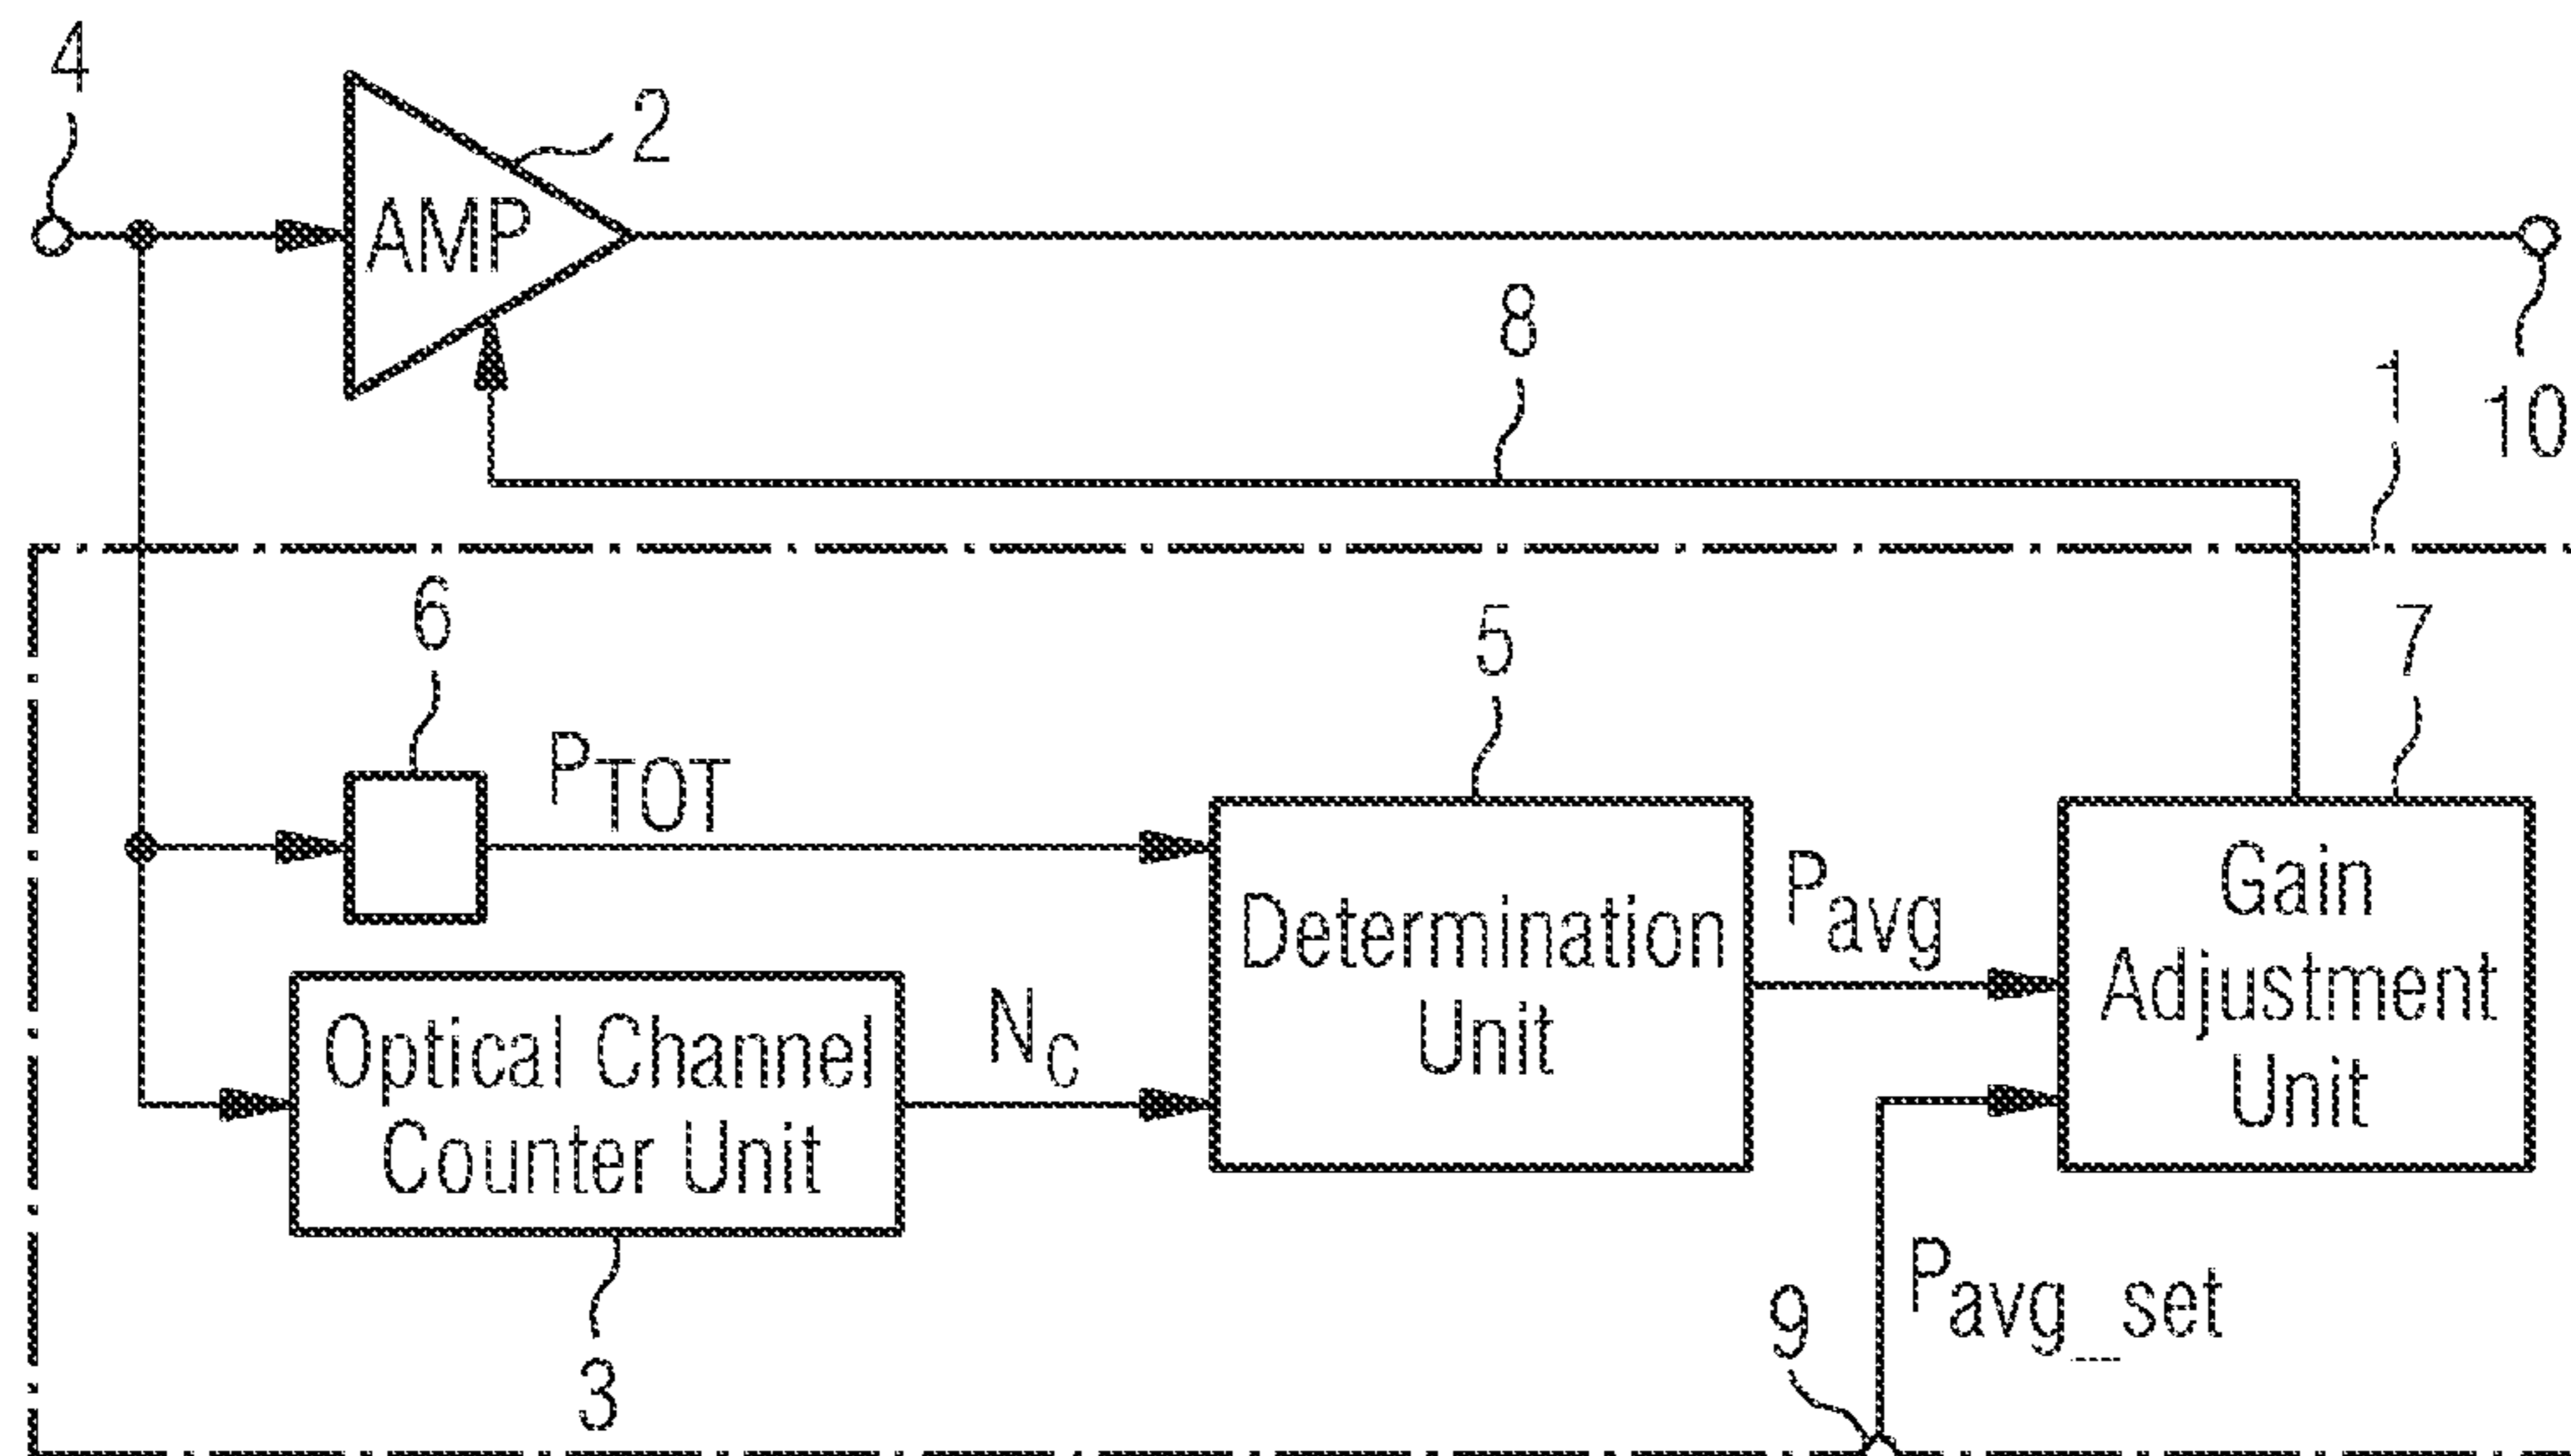 4
2
AMP
8
1
10
6
5
7
PTOT
Determination
Unit
Pavg
Gain
Adjustment
Unit
Optical Channel
Counter Unit
NC
Pavg_set
9
3